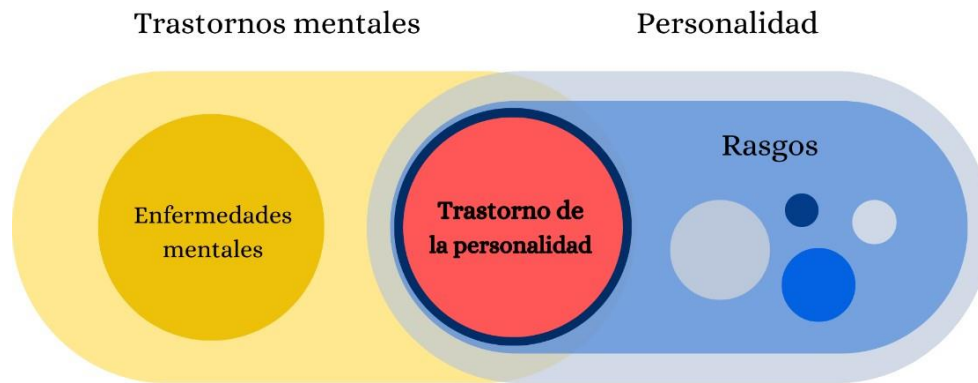 Trastornos mentales
Personalidad
Rasgos
Enfermedades
mentales
Trastorno de
la personalidad